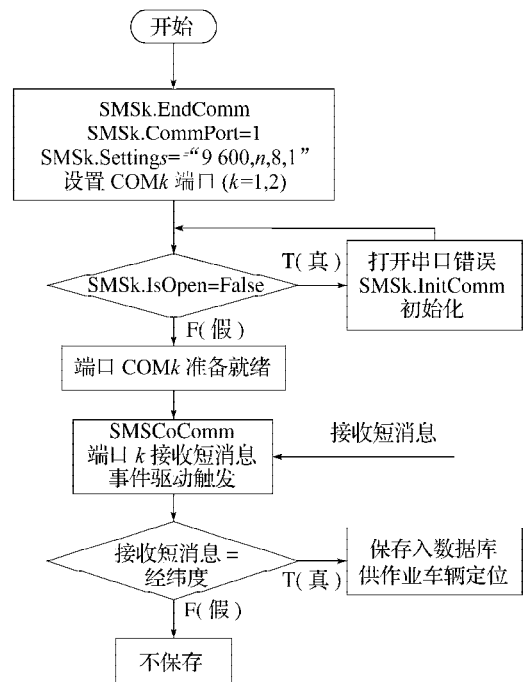 开始
SMSk.EndComm
SMSk.CommPort=1
SMSk.Settings=“9 600,n,8,1”
设置 COMk 端口 (k=1,2)
SMSk.IsOpen=False
T(真)
打开串口错误
SMSk.InitComm
初始化
F(假)
端口 COMk 准备就绪
SMSCoComm
端口 k 接收短消息
事件驱动触发
接收短消息
接收短消息 =
经纬度
T(真)
保存入数据库
供作业车辆定位
F(假)
不保存